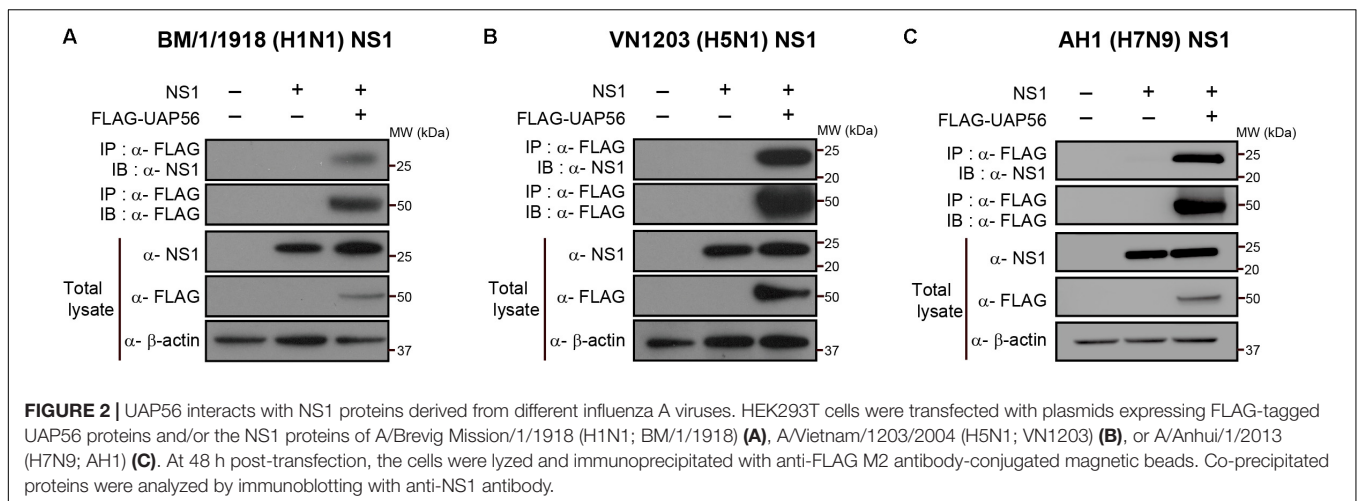 A
BM/1/1918 (H1N1) NS1
NS1 – + +
FLAG-UAP56 – – +
MW (kDa)
IP : α- FLAG
IB : α- NS1
25
IP : α- FLAG
IB : α- FLAG
50
Total lysate
α- NS1
25
α- FLAG
50
α- β-actin
37
B
VN1203 (H5N1) NS1
NS1 – + +
FLAG-UAP56 – – +
MW (kDa)
IP : α- FLAG
IB : α- NS1
25
20
IP : α- FLAG
IB : α- FLAG
50
Total lysate
α- NS1
25
20
α- FLAG
50
α- β-actin
37
C
AH1 (H7N9) NS1
NS1 – + +
FLAG-UAP56 – – +
MW (kDa)
IP : α- FLAG
IB : α- NS1
25
20
IP : α- FLAG
IB : α- FLAG
50
Total lysate
α- NS1
25
20
α- FLAG
50
α- β-actin
37
FIGURE 2 | UAP56 interacts with NS1 proteins derived from different influenza A viruses. HEK293T cells were transfected with plasmids expressing FLAG-tagged
UAP56 proteins and/or the NS1 proteins of A/Brevig Mission/1/1918 (H1N1; BM/1/1918) (A), A/Vietnam/1203/2004 (H5N1; VN1203) (B), or A/Anhui/1/2013
(H7N9; AH1) (C). At 48 h post-transfection, the cells were lyzed and immunoprecipitated with anti-FLAG M2 antibody-conjugated magnetic beads. Co-precipitated
proteins were analyzed by immunoblotting with anti-NS1 antibody.